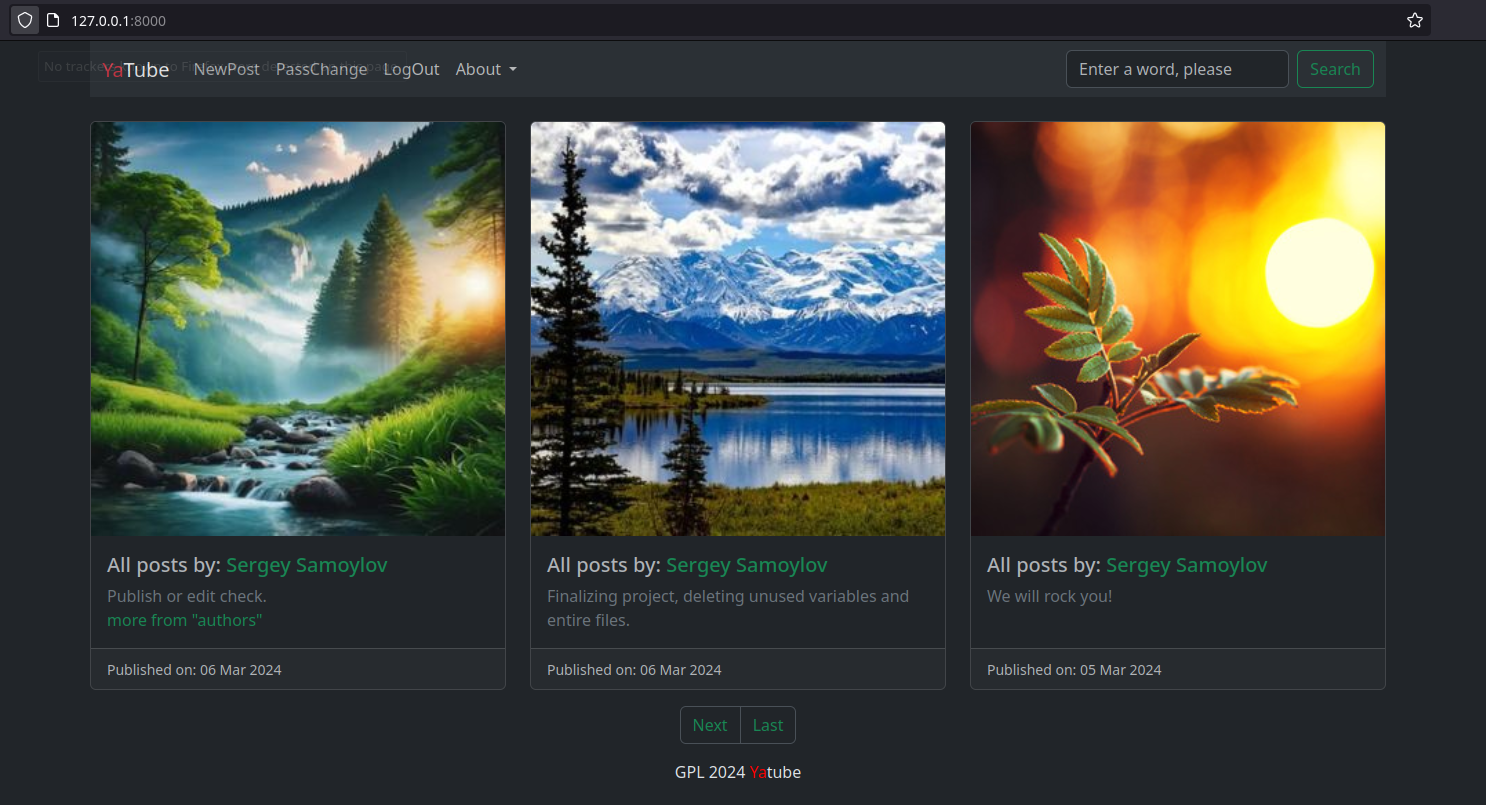 127.0.0.1:8000
YaTube NewPost PassChange LogOut About Enter a word, please Search
All posts by: Sergey Samoylov
Publish or edit check.
more from "authors"
Published on: 06 Mar 2024
All posts by: Sergey Samoylov
Finalizing project, deleting unused variables and
entire files.
Published on: 06 Mar 2024
All posts by: Sergey Samoylov
We will rock you!
Published on: 05 Mar 2024
Next Last
GPL 2024 Yatube